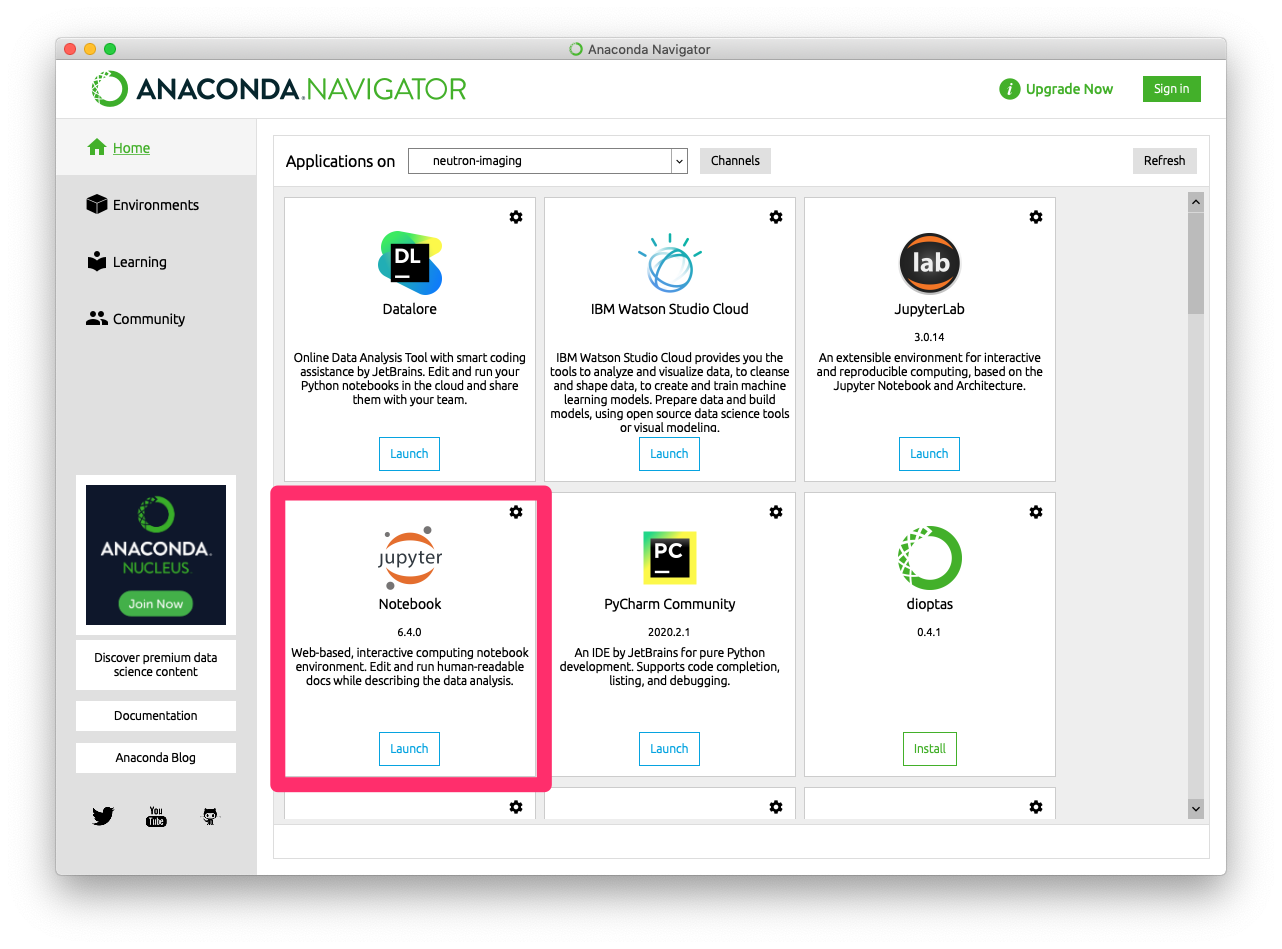 Anaconda Navigator
ANACONDA.NAVIGATOR
Upgrade Now
Sign in
Home
Environments
Learning
Community
ANACONDA.
NUCLEUS
Join Now
Discover premium data
science content
Documentation
Anaconda Blog
You
Tube
Applications on
neutron-imaging
Channels
Refresh
DL
Datalore
Online Data Analysis Tool with smart coding
assistance by JetBrains. Edit and run your
Python notebooks in the cloud and share
them with your team.
Launch
IBM Watson Studio Cloud
IBM Watson Studio Cloud provides you the
tools to analyze and visualize data, to cleanse
and shape data, to create and train machine
learning models. Prepare data and build
models, using open source data science tools
or visual modeling.
Launch
lab
JupyterLab
3.0.14
An extensible environment for interactive
and reproducible computing, based on the
Jupyter Notebook and Architecture.
Launch
jupyter
Notebook
6.4.0
Web-based, interactive computing notebook
environment. Edit and run human-readable
docs while describing the data analysis.
Launch
PC
PyCharm Community
2020.2.1
An IDE by JetBrains for pure Python
development. Supports code completion,
listing, and debugging.
Launch
dioptas
0.4.1
Install